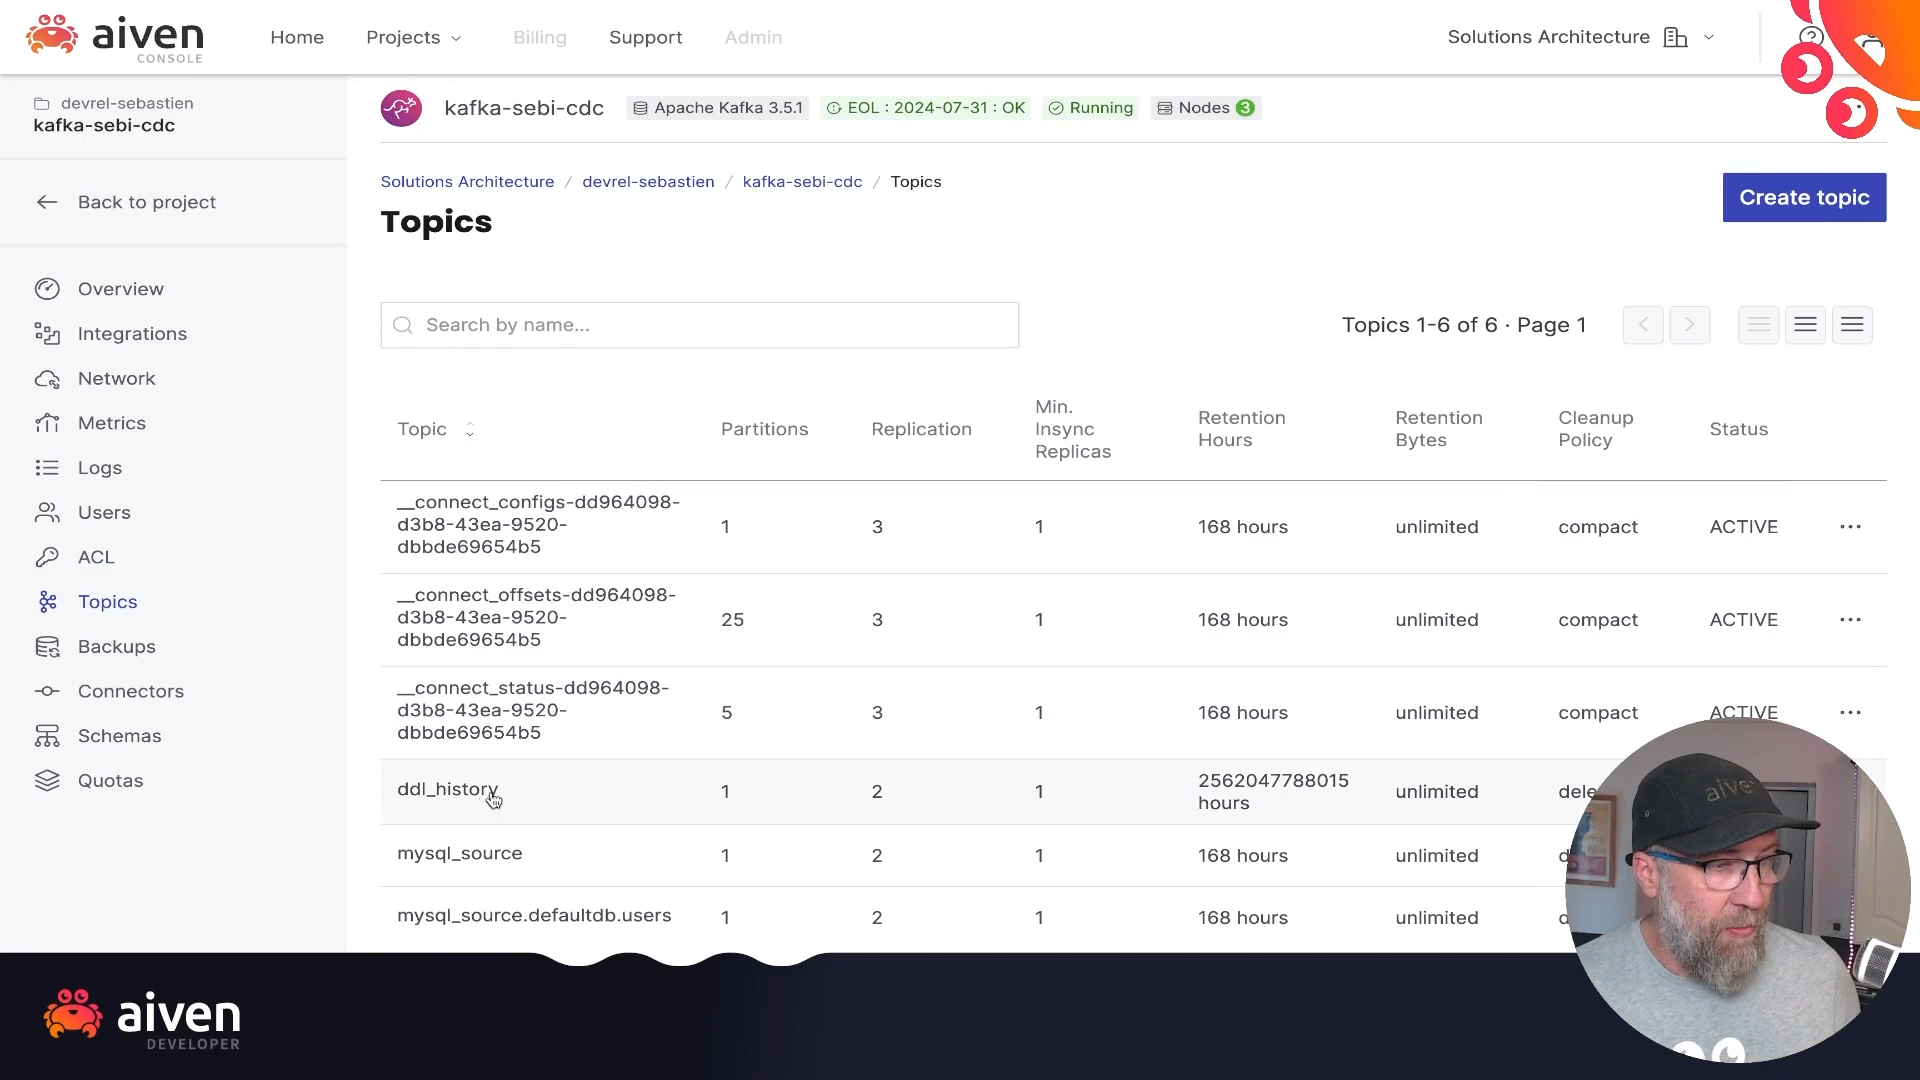 aiven
CONSOLE
Home
Projects
Billing
Support
Admin
Solutions Architecture
devrel-sebastien
kafka-sebi-cdc
kafka-sebi-cdc
Apache Kafka 3.5.1
EOL : 2024-07-31 : OK
Running
Nodes 3
Back to project
Overview
Integrations
Network
Metrics
Logs
Users
ACL
Topics
Backups
Connectors
Schemas
Quotas
Solutions Architecture / devrel-sebastien / kafka-sebi-cdc / Topics
Topics
Create topic
Search by name...
Topics 1-6 of 6 · Page 1
Topic
Partitions
Replication
Min.
Insync
Replicas
Retention
Hours
Retention
Bytes
Cleanup
Policy
Status
__connect_configs-dd964098-
d3b8-43ea-9520-
dbbde69654b5
1
3
1
168 hours
unlimited
compact
ACTIVE
__connect_offsets-dd964098-
d3b8-43ea-9520-
dbbde69654b5
25
3
1
168 hours
unlimited
compact
ACTIVE
__connect_status-dd964098-
d3b8-43ea-9520-
dbbde69654b5
5
3
1
168 hours
unlimited
compact
ACTIVE
ddl_history
1
2
1
2562047788015
hours
unlimited
dele
mysql_source
1
2
1
168 hours
unlimited
d
mysql_source.defaultdb.users
1
2
1
168 hours
unlimited
d
aiven
aiven
DEVELOPER